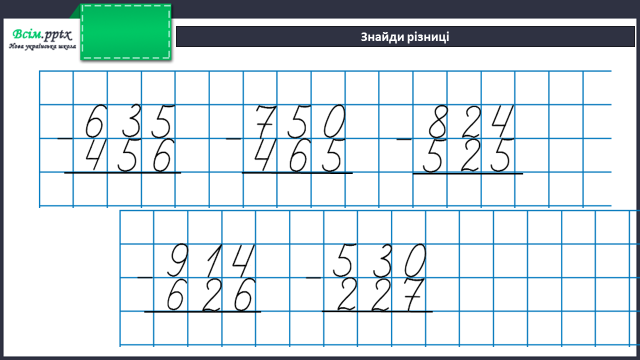 Всім.pptx
Нова українська школа
Знайди різниці
- 635 - 750 - 824
456 465 525
- 914 - 530
626 227